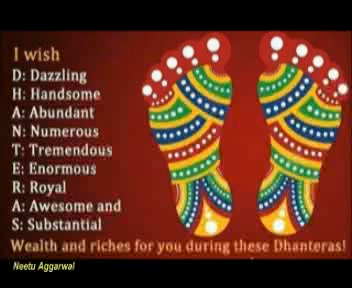 I wish
D: Dazzling
H: Handsome
A: Abundant
N: Numerous
T: Tremendous
E: Enormous
R: Royal
A: Awesome and
S: Substantial
Wealth and riches for you during these Dhanteras!
Neetu Aggarwal